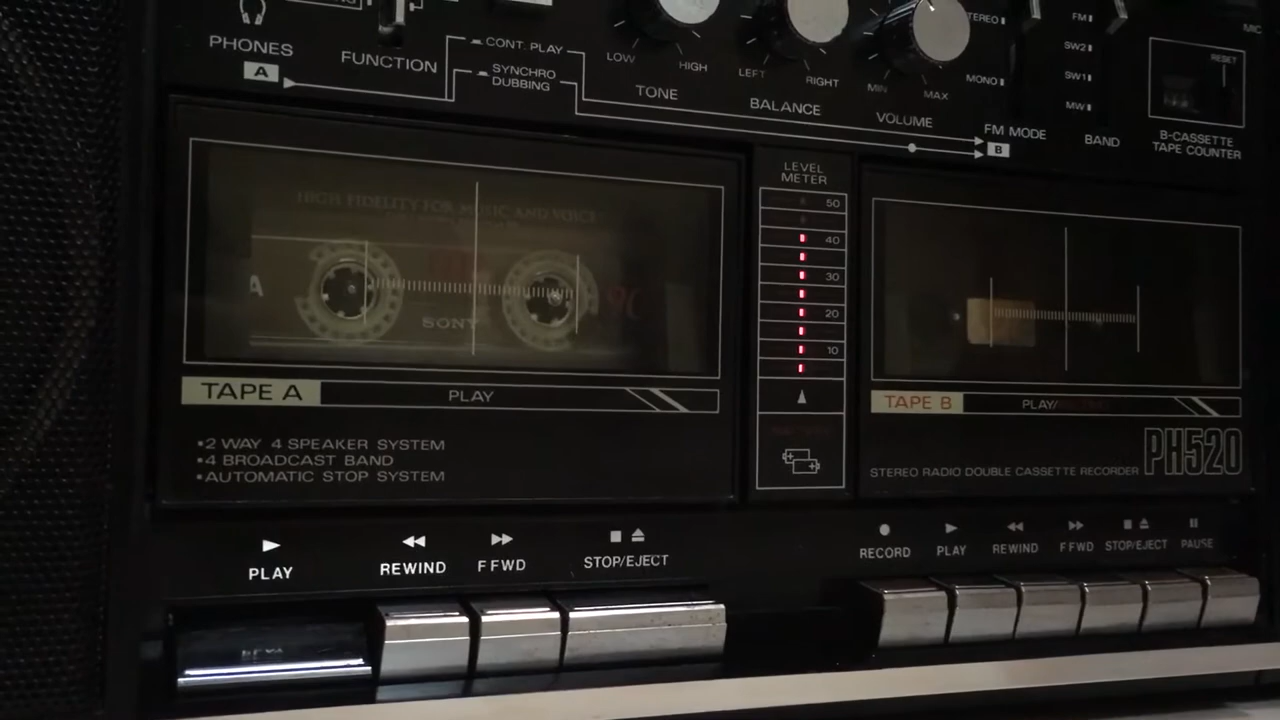 PHONES
A
FUNCTION
CONT. PLAY
SYNCHRO
DUBBING
LOW
HIGH
TONE
LEFT
RIGHT
BALANCE
MIN
MAX
VOLUME
STEREO
MONO
FM MODE
B
FM
SW2
SW1
MW
BAND
MIC
RESET
B-CASSETTE
TAPE COUNTER
HIGH FIDELITY FOR MUSIC AND VOICE
A
SONY
90
TAPE A
PLAY
•2 WAY 4 SPEAKER SYSTEM
•4 BROADCAST BAND
•AUTOMATIC STOP SYSTEM
LEVEL
METER
50
40
30
20
10
TAPE B
PLAY/
PH520
STEREO RADIO DOUBLE CASSETTE RECORDER
PLAY
REWIND
F FWD
STOP/EJECT
RECORD
PLAY
REWIND
F FWD
STOP/EJECT
PAUSE